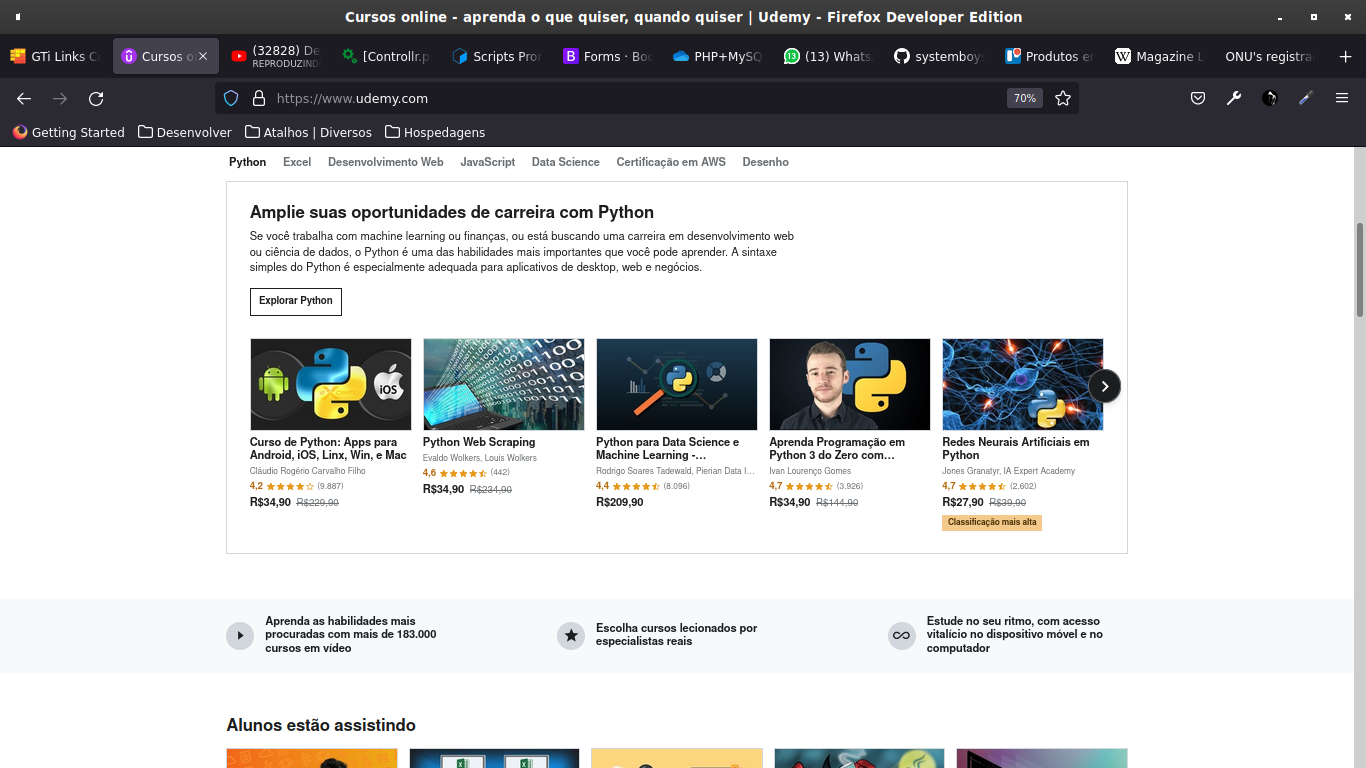 Cursos online - aprenda o que quiser, quando quiser | Udemy - Firefox Developer Edition
GTi Links C
Cursos o
(32828) De
REPRODUZIND
[Controllr.p
Scripts Pro
Forms · Bo
PHP+MySQ
(13) Whats
systemboys
Produtos e
Magazine L
ONU's registra
https://www.udemy.com
70%
Getting Started
Desenvolver
Atalhos | Diversos
Hospedagens
Python Excel Desenvolvimento Web JavaScript Data Science Certificação em AWS Desenho
Amplie suas oportunidades de carreira com Python
Se você trabalha com machine learning ou finanças, ou está buscando uma carreira em desenvolvimento web
ou ciência de dados, o Python é uma das habilidades mais importantes que você pode aprender. A sintaxe
simples do Python é especialmente adequada para aplicativos de desktop, web e negócios.
Explorar Python
iOS
Curso de Python: Apps para
Android, iOS, Linx, Win, e Mac
Cláudio Rogério Carvalho Filho
4,2 (9.887)
R$34,90 R$229,90
Python Web Scraping
Evaldo Wolkers, Louis Wolkers
4,6 (442)
R$34,90 R$234,90
Python para Data Science e
Machine Learning -...
Rodrigo Soares Tadewald, Pierian Data I...
4,4 (8.096)
R$209,90
Aprenda Programação em
Python 3 do Zero com...
Ivan Lourenço Gomes
4,7 (3.926)
R$34,90 R$144,90
Redes Neurais Artificiais em
Python
Jones Granatyr, IA Expert Academy
4,7 (2.602)
R$27,90 R$39,90
Classificação mais alta
Aprenda as habilidades mais
procuradas com mais de 183.000
cursos em vídeo
Escolha cursos lecionados por
especialistas reais
Estude no seu ritmo, com acesso
vitalício no dispositivo móvel e no
computador
Alunos estão assistindo